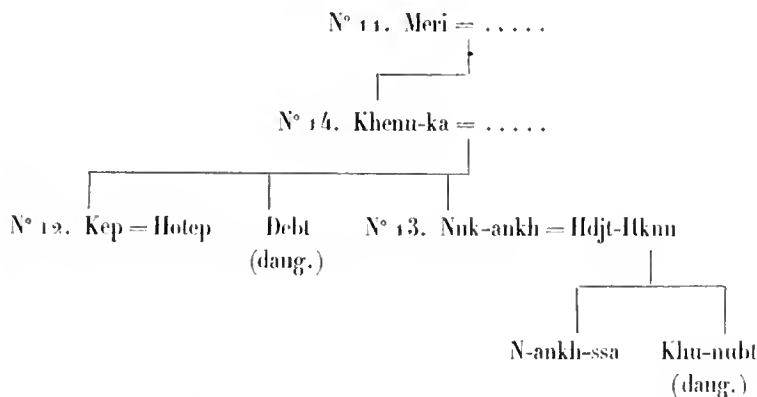 N° 11. Meri = .....
N° 14. Khenu-ka = .....
N° 12. Kep = Hotep Debt N° 13. Nuk-ankh = Hdjt-Hknu
(daug.)
N-ankh-ssa Khu-nubt
(daug.)